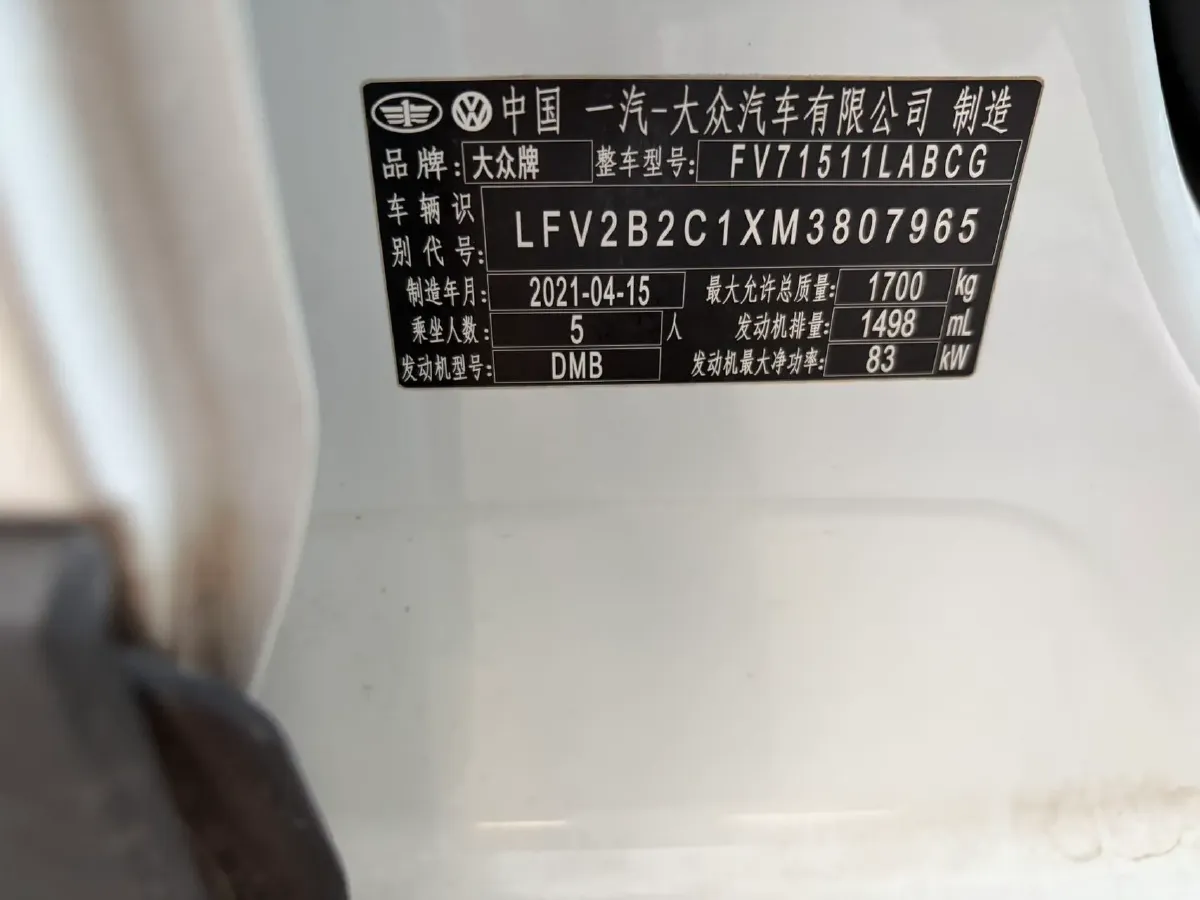 中国 一汽-大众汽车有限公司 制造
品牌: 大众牌 整车型号: FV71511LABCG
车辆识别代号: LFV2B2C1XM3807965
制造年月: 2021-04-15 最大允许总质量: 1700 kg
乘坐人数: 5 人 发动机排量: 1498 mL
发动机型号: DMB 发动机最大净功率: 83 kW